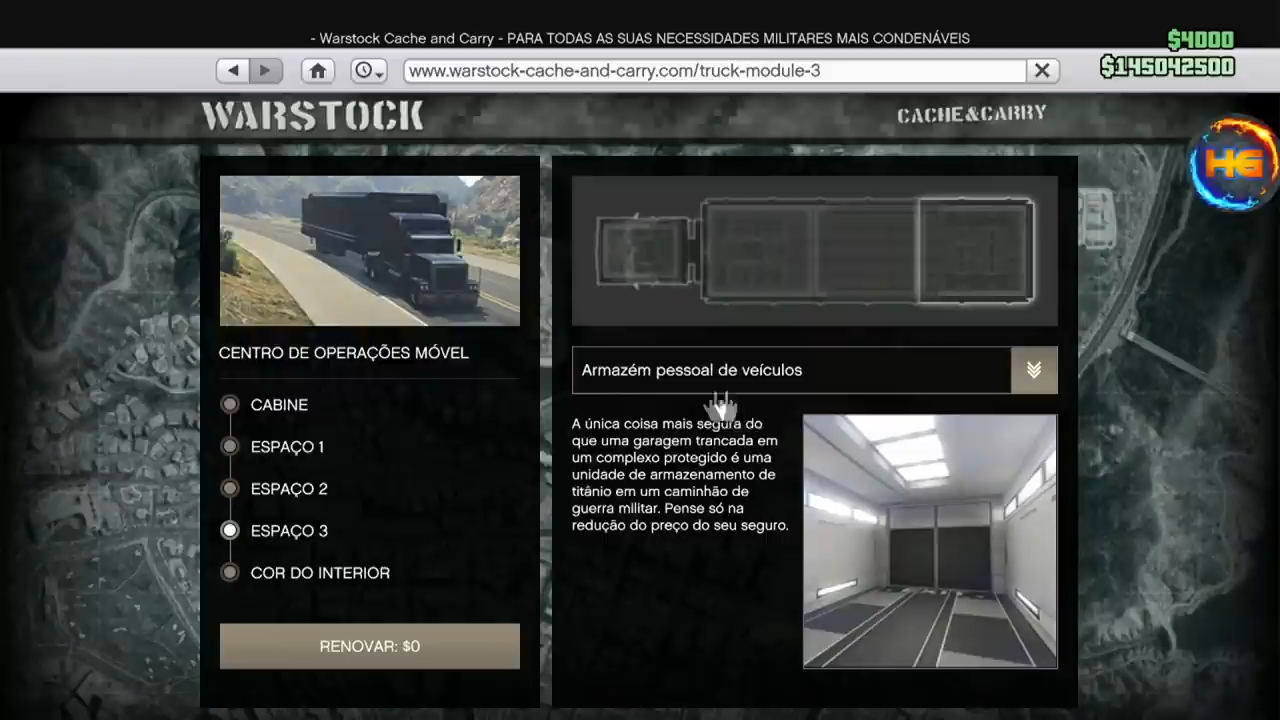 - Warstock Cache and Carry - PARA TODAS AS SUAS NECESSIDADES MILITARES MAIS CONDENÁVEIS
$4000
$145042500
www.warstock-cache-and-carry.com/truck-module-3
WARSTOCK
CACHE&CARRY
HG
CENTRO DE OPERAÇÕES MÓVEL
CABINE
ESPAÇO 1
ESPAÇO 2
ESPAÇO 3
COR DO INTERIOR
RENOVAR: $0
Armazém pessoal de veículos
A única coisa mais segura do
que uma garagem trancada em
um complexo protegido é uma
unidade de armazenamento de
titânio em um caminhão de
guerra militar. Pense só na
redução do preço do seu seguro.